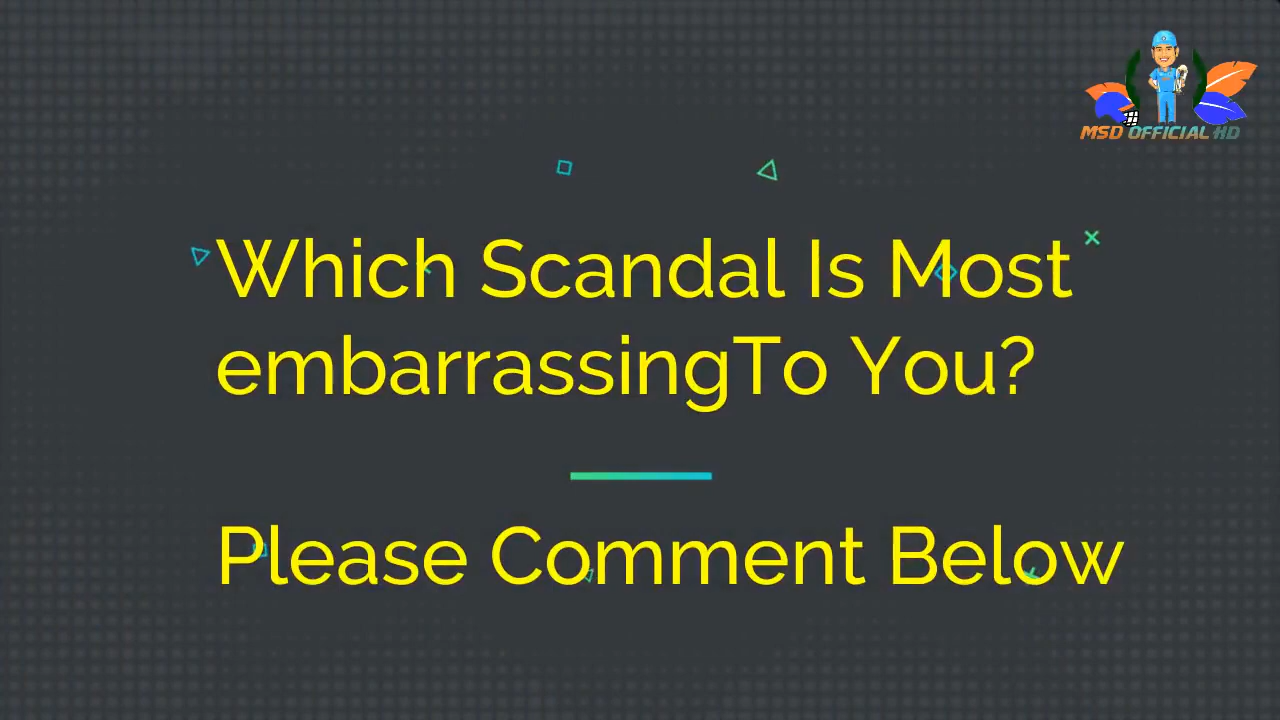 MSD OFFICIAL HD
Which Scandal Is Most
embarrassingTo You?
Please Comment Below